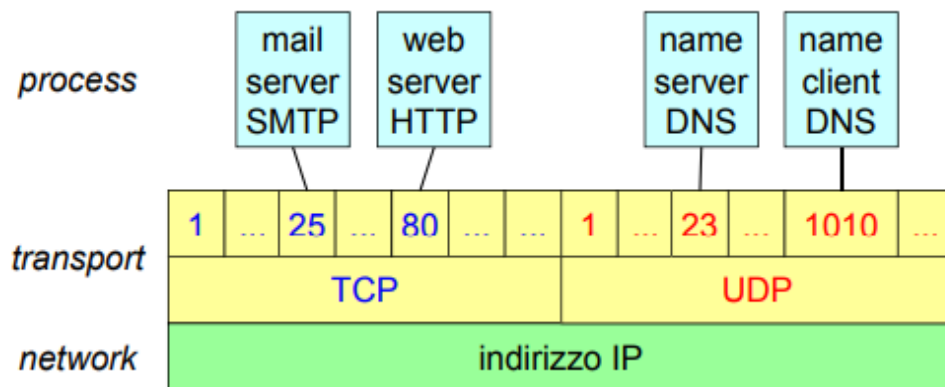 process
mail server SMTP
web server HTTP
name server DNS
name client DNS
transport
1 ... 25 ... 80 ... ... 1 ... 23 ... 1010 ...
TCP UDP
network
indirizzo IP